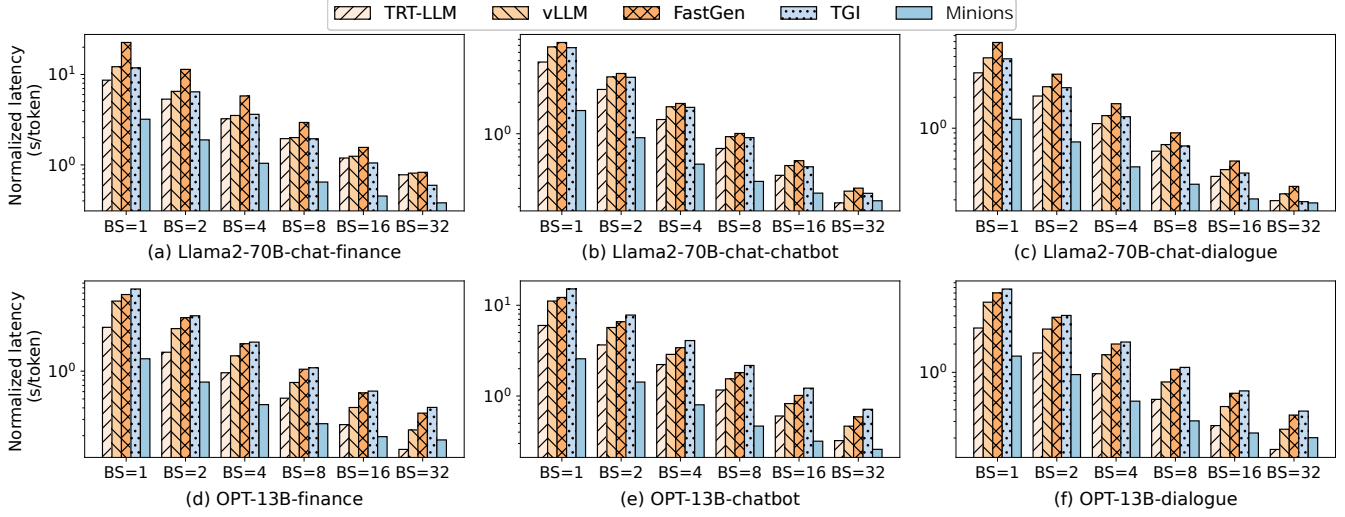 TRT-LLM vLLM FastGen TGI Minions
Normalized latency
(s/token)
10^1
10^0
BS=1 BS=2 BS=4 BS=8 BS=16 BS=32
(a) Llama2-70B-chat-finance
10^0
BS=1 BS=2 BS=4 BS=8 BS=16 BS=32
(b) Llama2-70B-chat-chatbot
10^0
BS=1 BS=2 BS=4 BS=8 BS=16 BS=32
(c) Llama2-70B-chat-dialogue
Normalized latency
(s/token)
10^0
BS=1 BS=2 BS=4 BS=8 BS=16 BS=32
(d) OPT-13B-finance
10^1
10^0
BS=1 BS=2 BS=4 BS=8 BS=16 BS=32
(e) OPT-13B-chatbot
10^0
BS=1 BS=2 BS=4 BS=8 BS=16 BS=32
(f) OPT-13B-dialogue